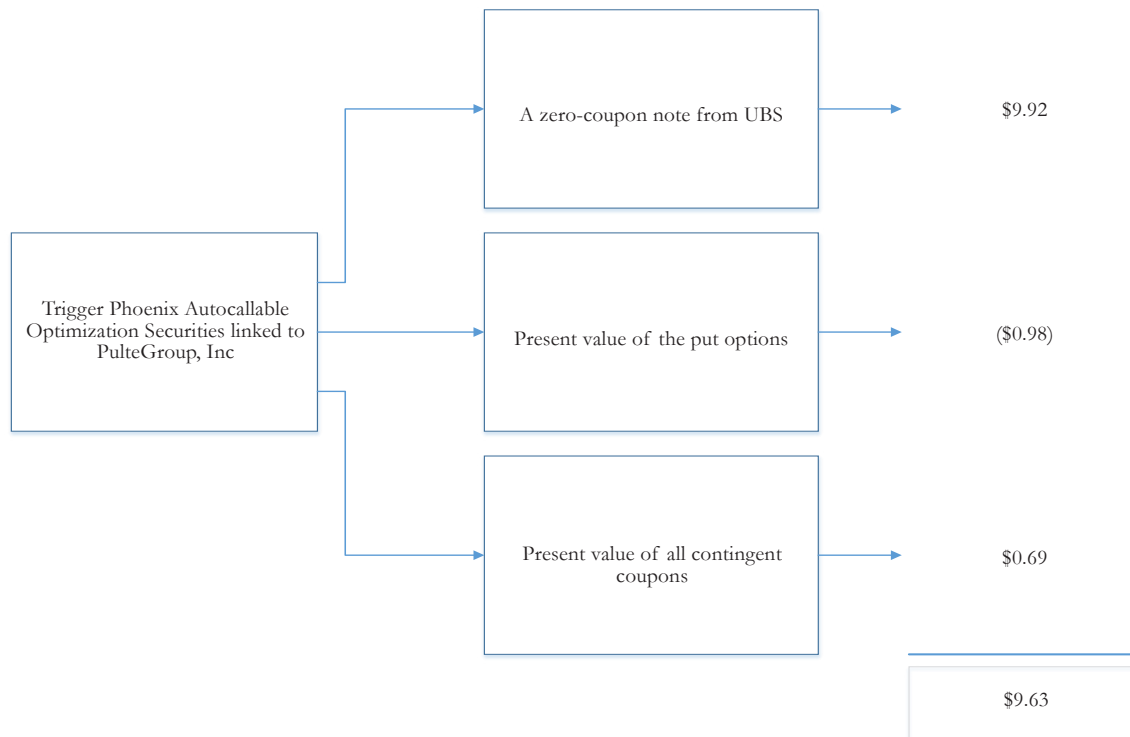 A zero-coupon note from UBS
$9.92
Trigger Phoenix Autocallable
Optimization Securities linked to
PulteGroup, Inc
Present value of the put options
($0.98)
Present value of all contingent
coupons
$0.69
$9.63